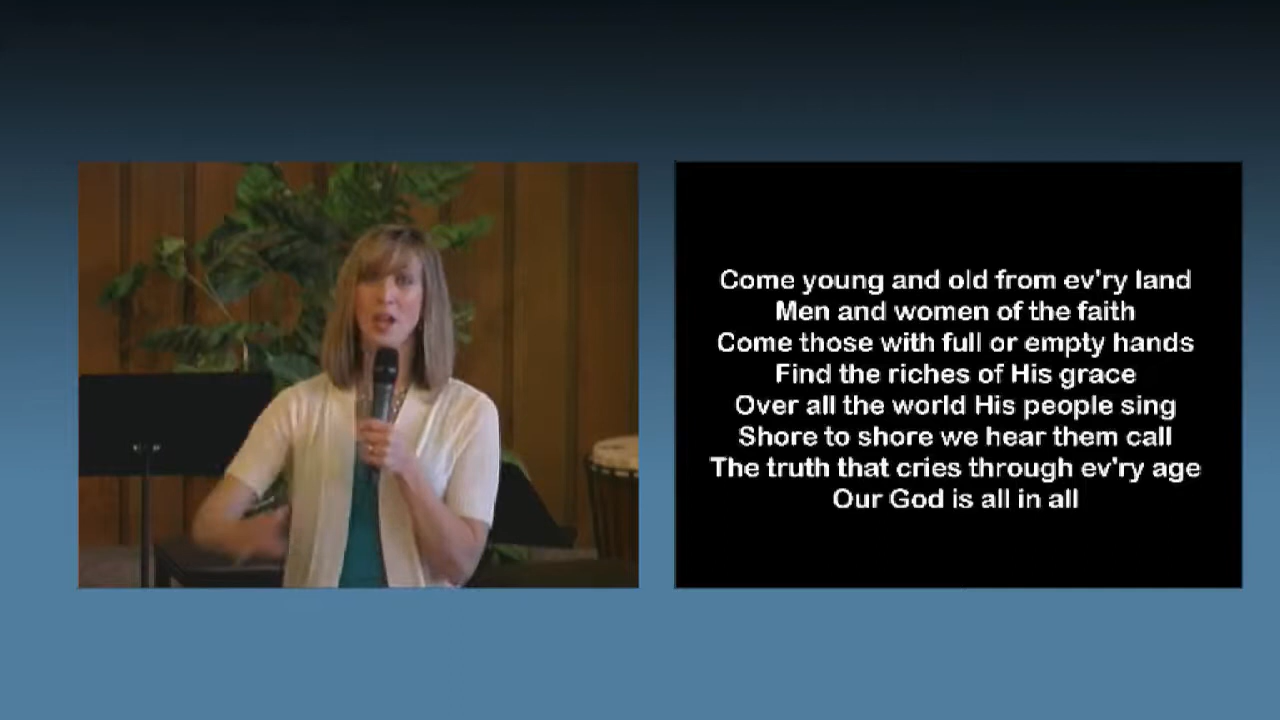 Come young and old from ev'ry land
Men and women of the faith
Come those with full or empty hands
Find the riches of His grace
Over all the world His people sing
Shore to shore we hear them call
The truth that cries through ev'ry age
Our God is all in all